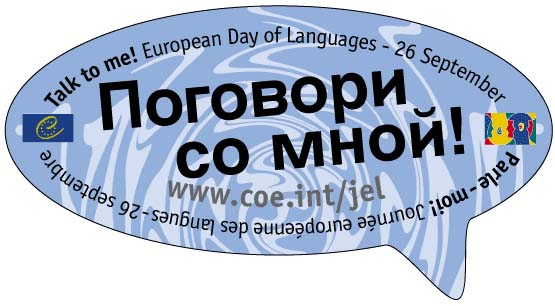 Talk to me! European Day of Languages - 26 September
Поговори
со мной!
www.coe.int/jel
Parle-moi! Journée européenne des langues - 26 septembre